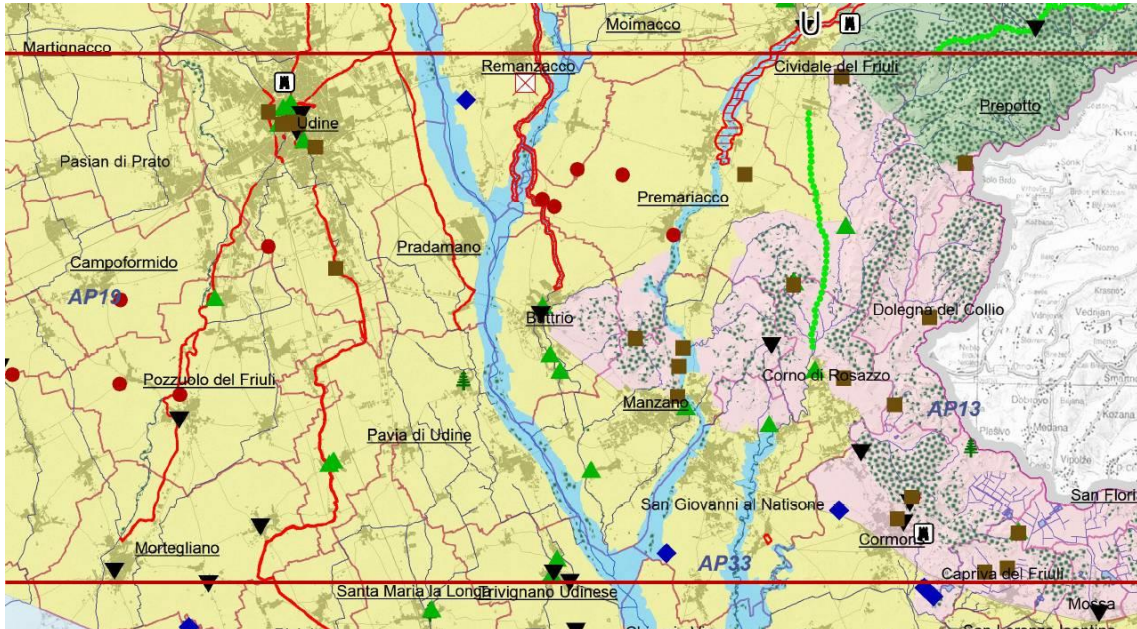 Moimacco
U
Martignacco
Remanzacco
Cividale del Friuli
Prepotto
Udine
Pasian di Prato
Premariacco
Pradamano
Campoformido
AP19
Dolegna del Collio
Buttrio
Corno di Rosazzo
Pozzuolo del Friuli
Manzano
AP13
Pavia di Udine
San Giovanni al Natisone
San Flori
Cormons
Mortegliano
AP33
Capriva del Friuli
Santa Maria la Longa
Trivignano Udinese
Mossa